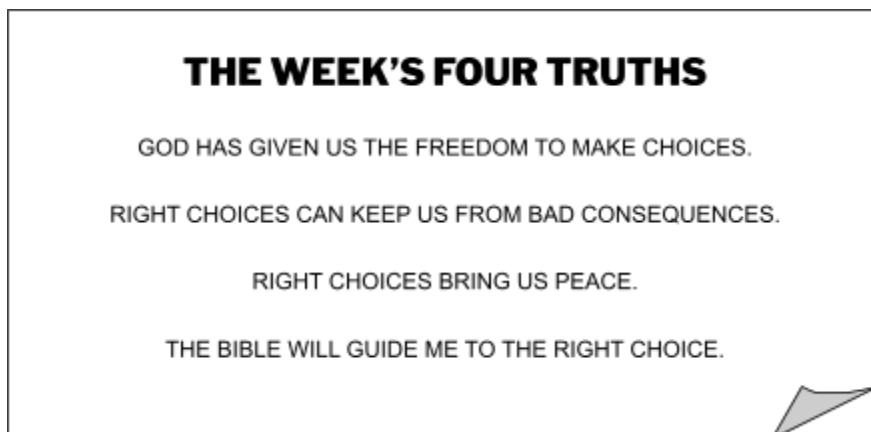 THE WEEK'S FOUR TRUTHS
GOD HAS GIVEN US THE FREEDOM TO MAKE CHOICES.
RIGHT CHOICES CAN KEEP US FROM BAD CONSEQUENCES.
RIGHT CHOICES BRING US PEACE.
THE BIBLE WILL GUIDE ME TO THE RIGHT CHOICE.